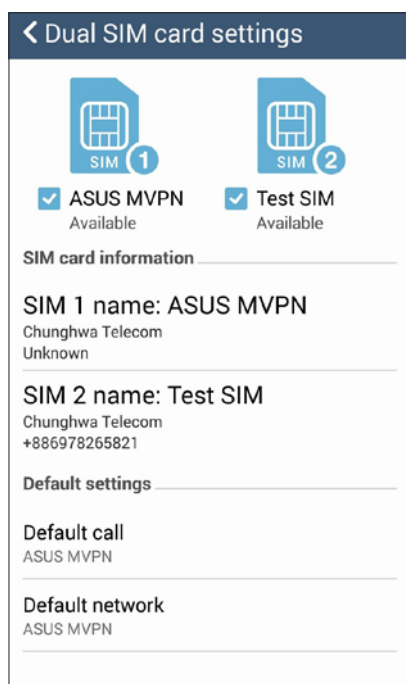 Dual SIM card settings
SIM 1 SIM 2
ASUS MVPN Test SIM
Available Available
SIM card information
SIM 1 name: ASUS MVPN
Chunghwa Telecom
Unknown
SIM 2 name: Test SIM
Chunghwa Telecom
+886978265821
Default settings
Default call
ASUS MVPN
Default network
ASUS MVPN